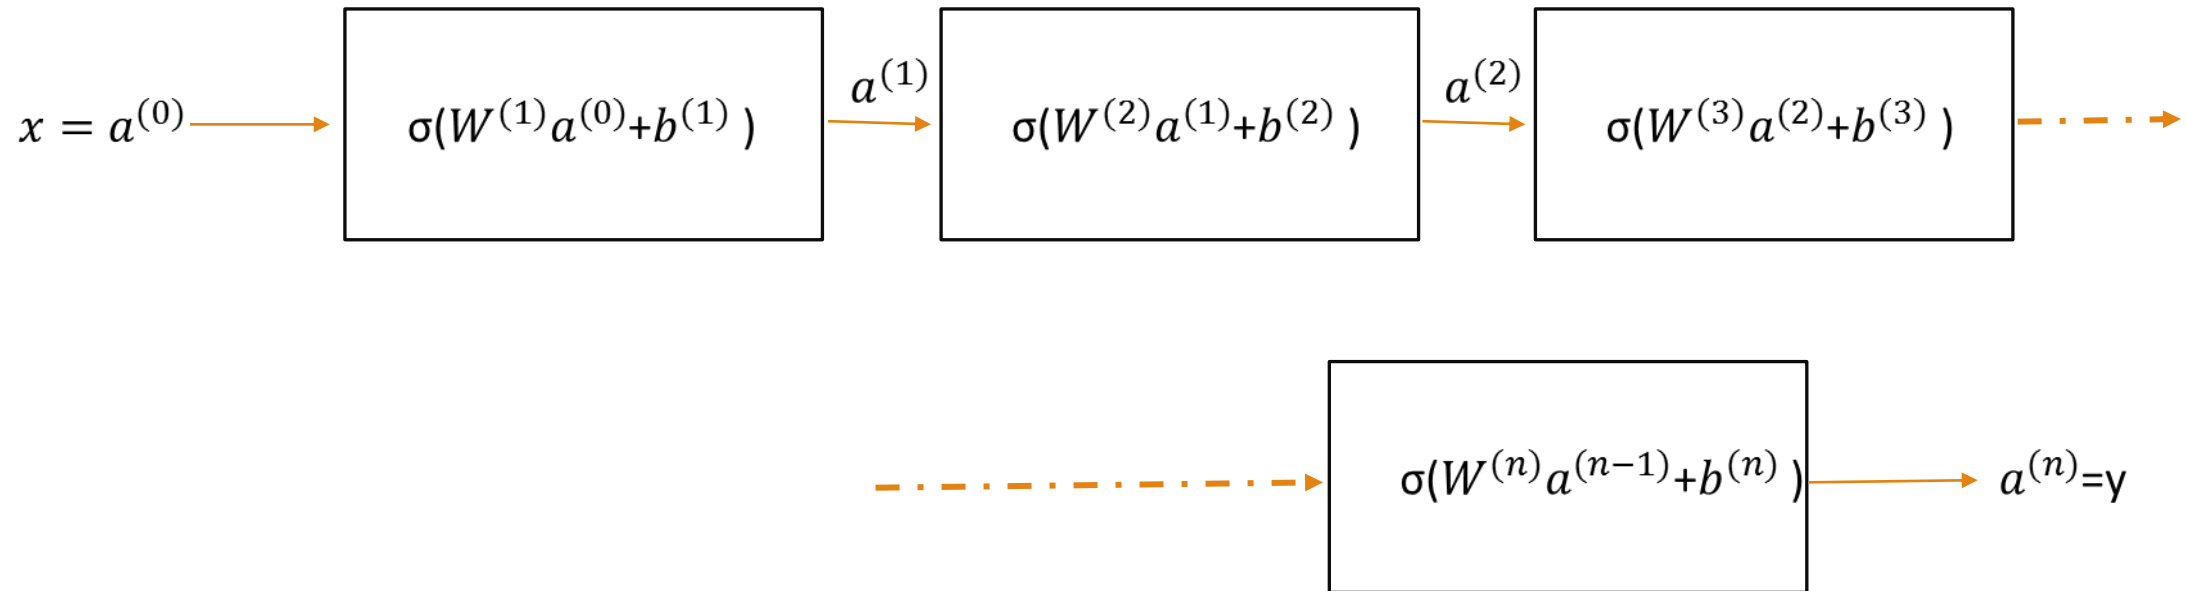 x = a^{(0)}
σ(W^{(1)}a^{(0)}+b^{(1)} )
a^{(1)}
σ(W^{(2)}a^{(1)}+b^{(2)} )
a^{(2)}
σ(W^{(3)}a^{(2)}+b^{(3)} )
σ(W^{(n)}a^{(n−1)}+b^{(n)} )
a^{(n)}=y